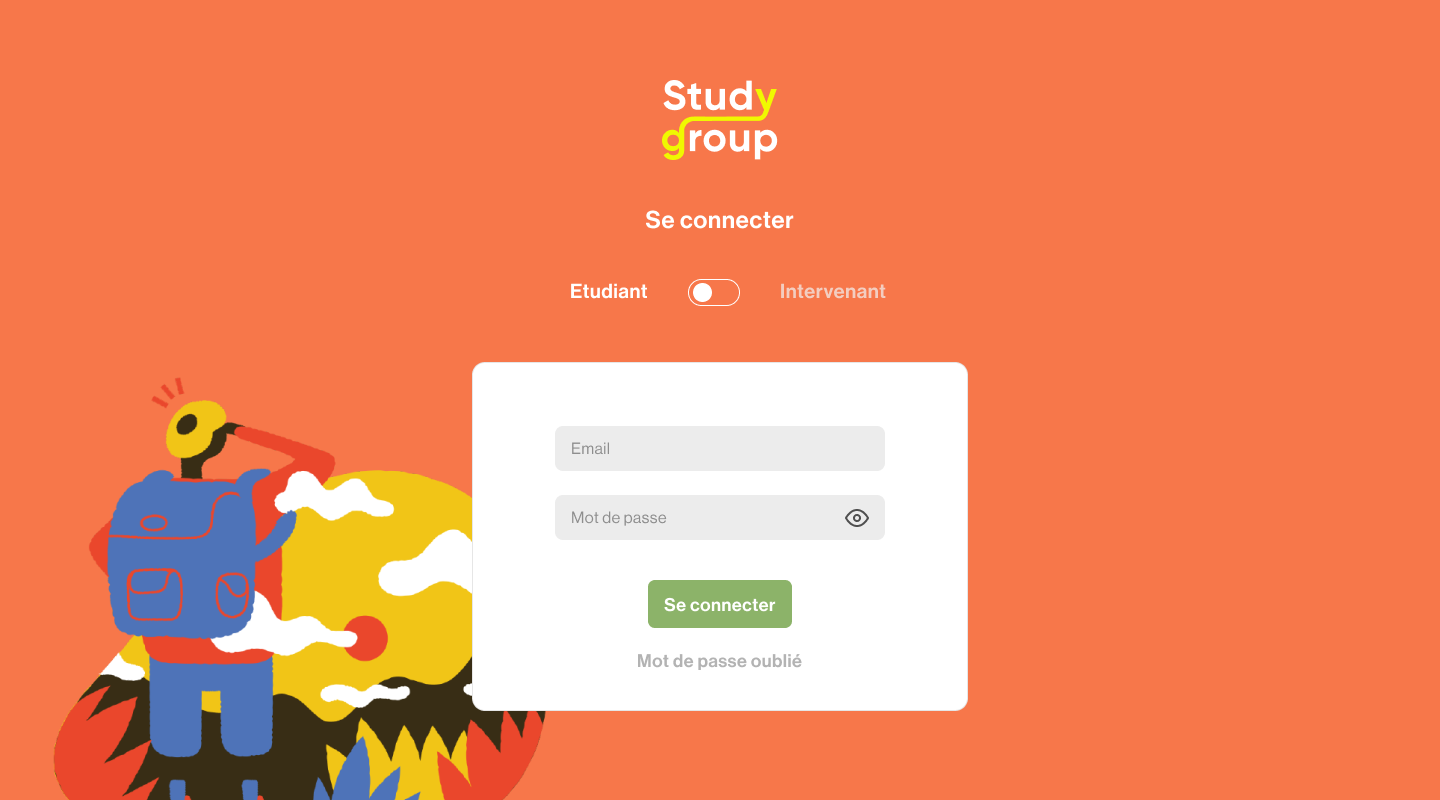 Study
group
Se connecter
Etudiant
Intervenant
Email
Mot de passe
Se connecter
Mot de passe oublié